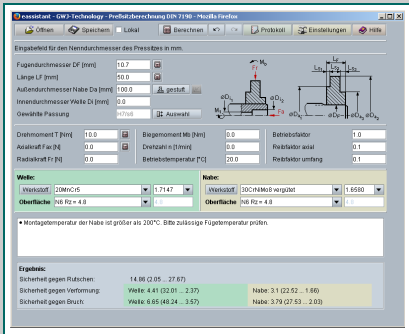 eassistant - GWJ-Technology - Preßsitzberechnung DIN 7190 - Mozilla Firefox
Öffnen Speichern Lokal Berechnen Protokoll Einstellungen Hilfe
Eingabefeld für den Nenndurchmesser des Pressitzes in mm.
Fugendurchmesser DF [mm] 10.7
Länge LF [mm] 50.0
Außendurchmesser Nabe Da [mm] 100.0 gestuft
Innendurchmesser Welle Di [mm] 0.0
Gewählte Passung H7/u6 Auswahl
Drehmoment T [Nm] 10.0 Biegemoment Mb [Nm] 0.0 Betriebsfaktor 1.0
Axialkraft Fax [N] 0.0 Drehzahl n [1/min] 0.0 Reibfaktor axial 0.1
Radialkraft Fr [N] 0.0 Betriebstemperatur [°C] 20.0 Reibfaktor umfang 0.1
Welle: Nabe:
Werkstoff 20MnCr5 1.7147 Werkstoff 30CrNiMo8 vergütet 1.6580
Oberfläche N6 Rz = 4.8 4.8 Oberfläche N6 Rz = 4.8 4.8
• Montagetemperatur der Nabe ist größer als 200°C. Bitte zulässige Fügetemperatur prüfen.
Ergebnis:
Sicherheit gegen Rutschen: 14.86 (2.05 ... 27.67)
Sicherheit gegen Verformung: Welle: 4.41 (32.01 ... 2.37) Nabe: 3.1 (22.52 ... 1.66)
Sicherheit gegen Bruch: Welle: 6.65 (48.24 ... 3.57) Nabe: 3.79 (27.53 ... 2.03)